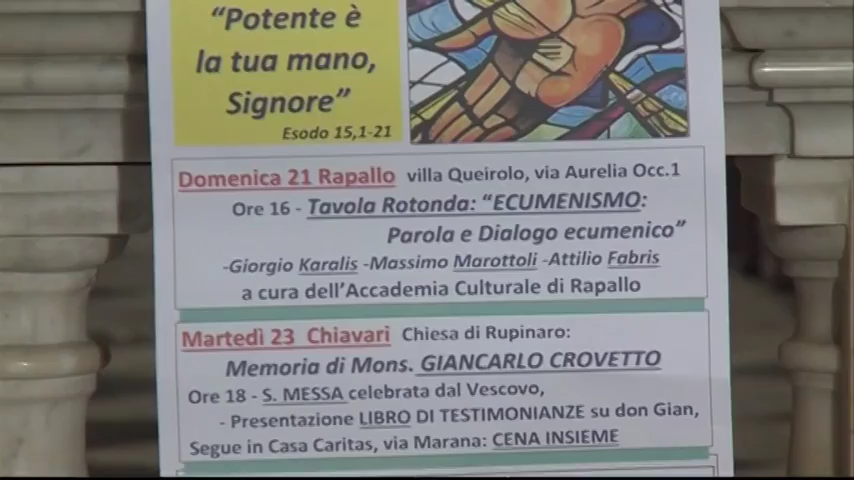 “Potente è
la tua mano,
Signore”
Esodo 15,1-21
Domenica 21 Rapallo villa Queirolo, via Aurelia Occ.1
Ore 16 - Tavola Rotonda: “ECUMENISMO:
Parola e Dialogo ecumenico”
-Giorgio Karalis -Massimo Marottoli -Attilio Fabris
a cura dell’Accademia Culturale di Rapallo
Martedì 23 Chiavari Chiesa di Rupinaro:
Memoria di Mons. GIANCARLO CROVETTO
Ore 18 - S. MESSA celebrata dal Vescovo,
- Presentazione LIBRO DI TESTIMONIANZE su don Gian,
Segue in Casa Caritas, via Marana: CENA INSIEME